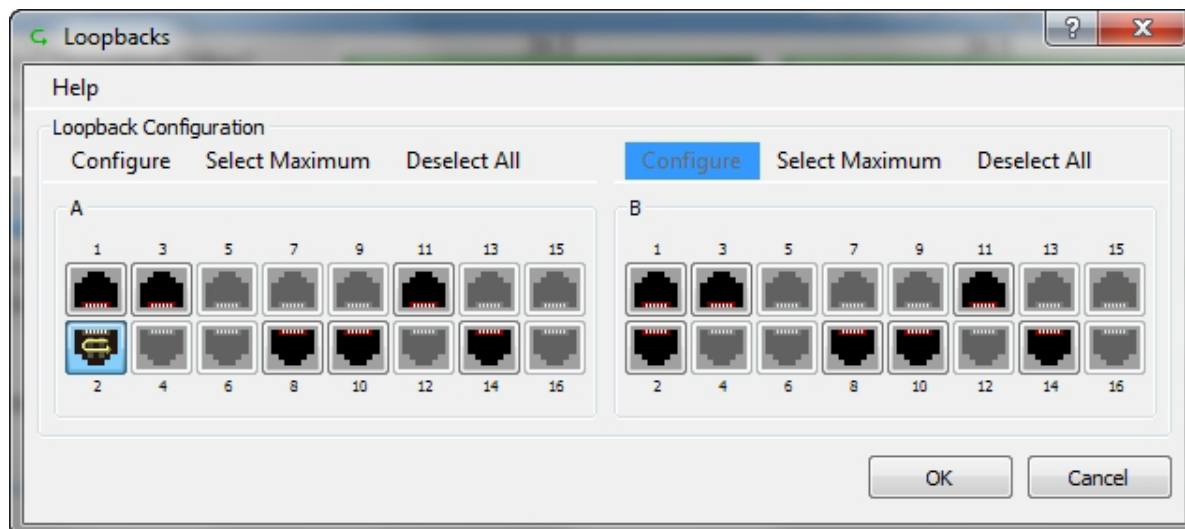 Loopbacks
Help
Loopback Configuration
Configure Select Maximum Deselect All Configure Select Maximum Deselect All
A B
1 3 5 7 9 11 13 15 1 3 5 7 9 11 13 15
2 4 6 8 10 12 14 16 2 4 6 8 10 12 14 16
OK Cancel